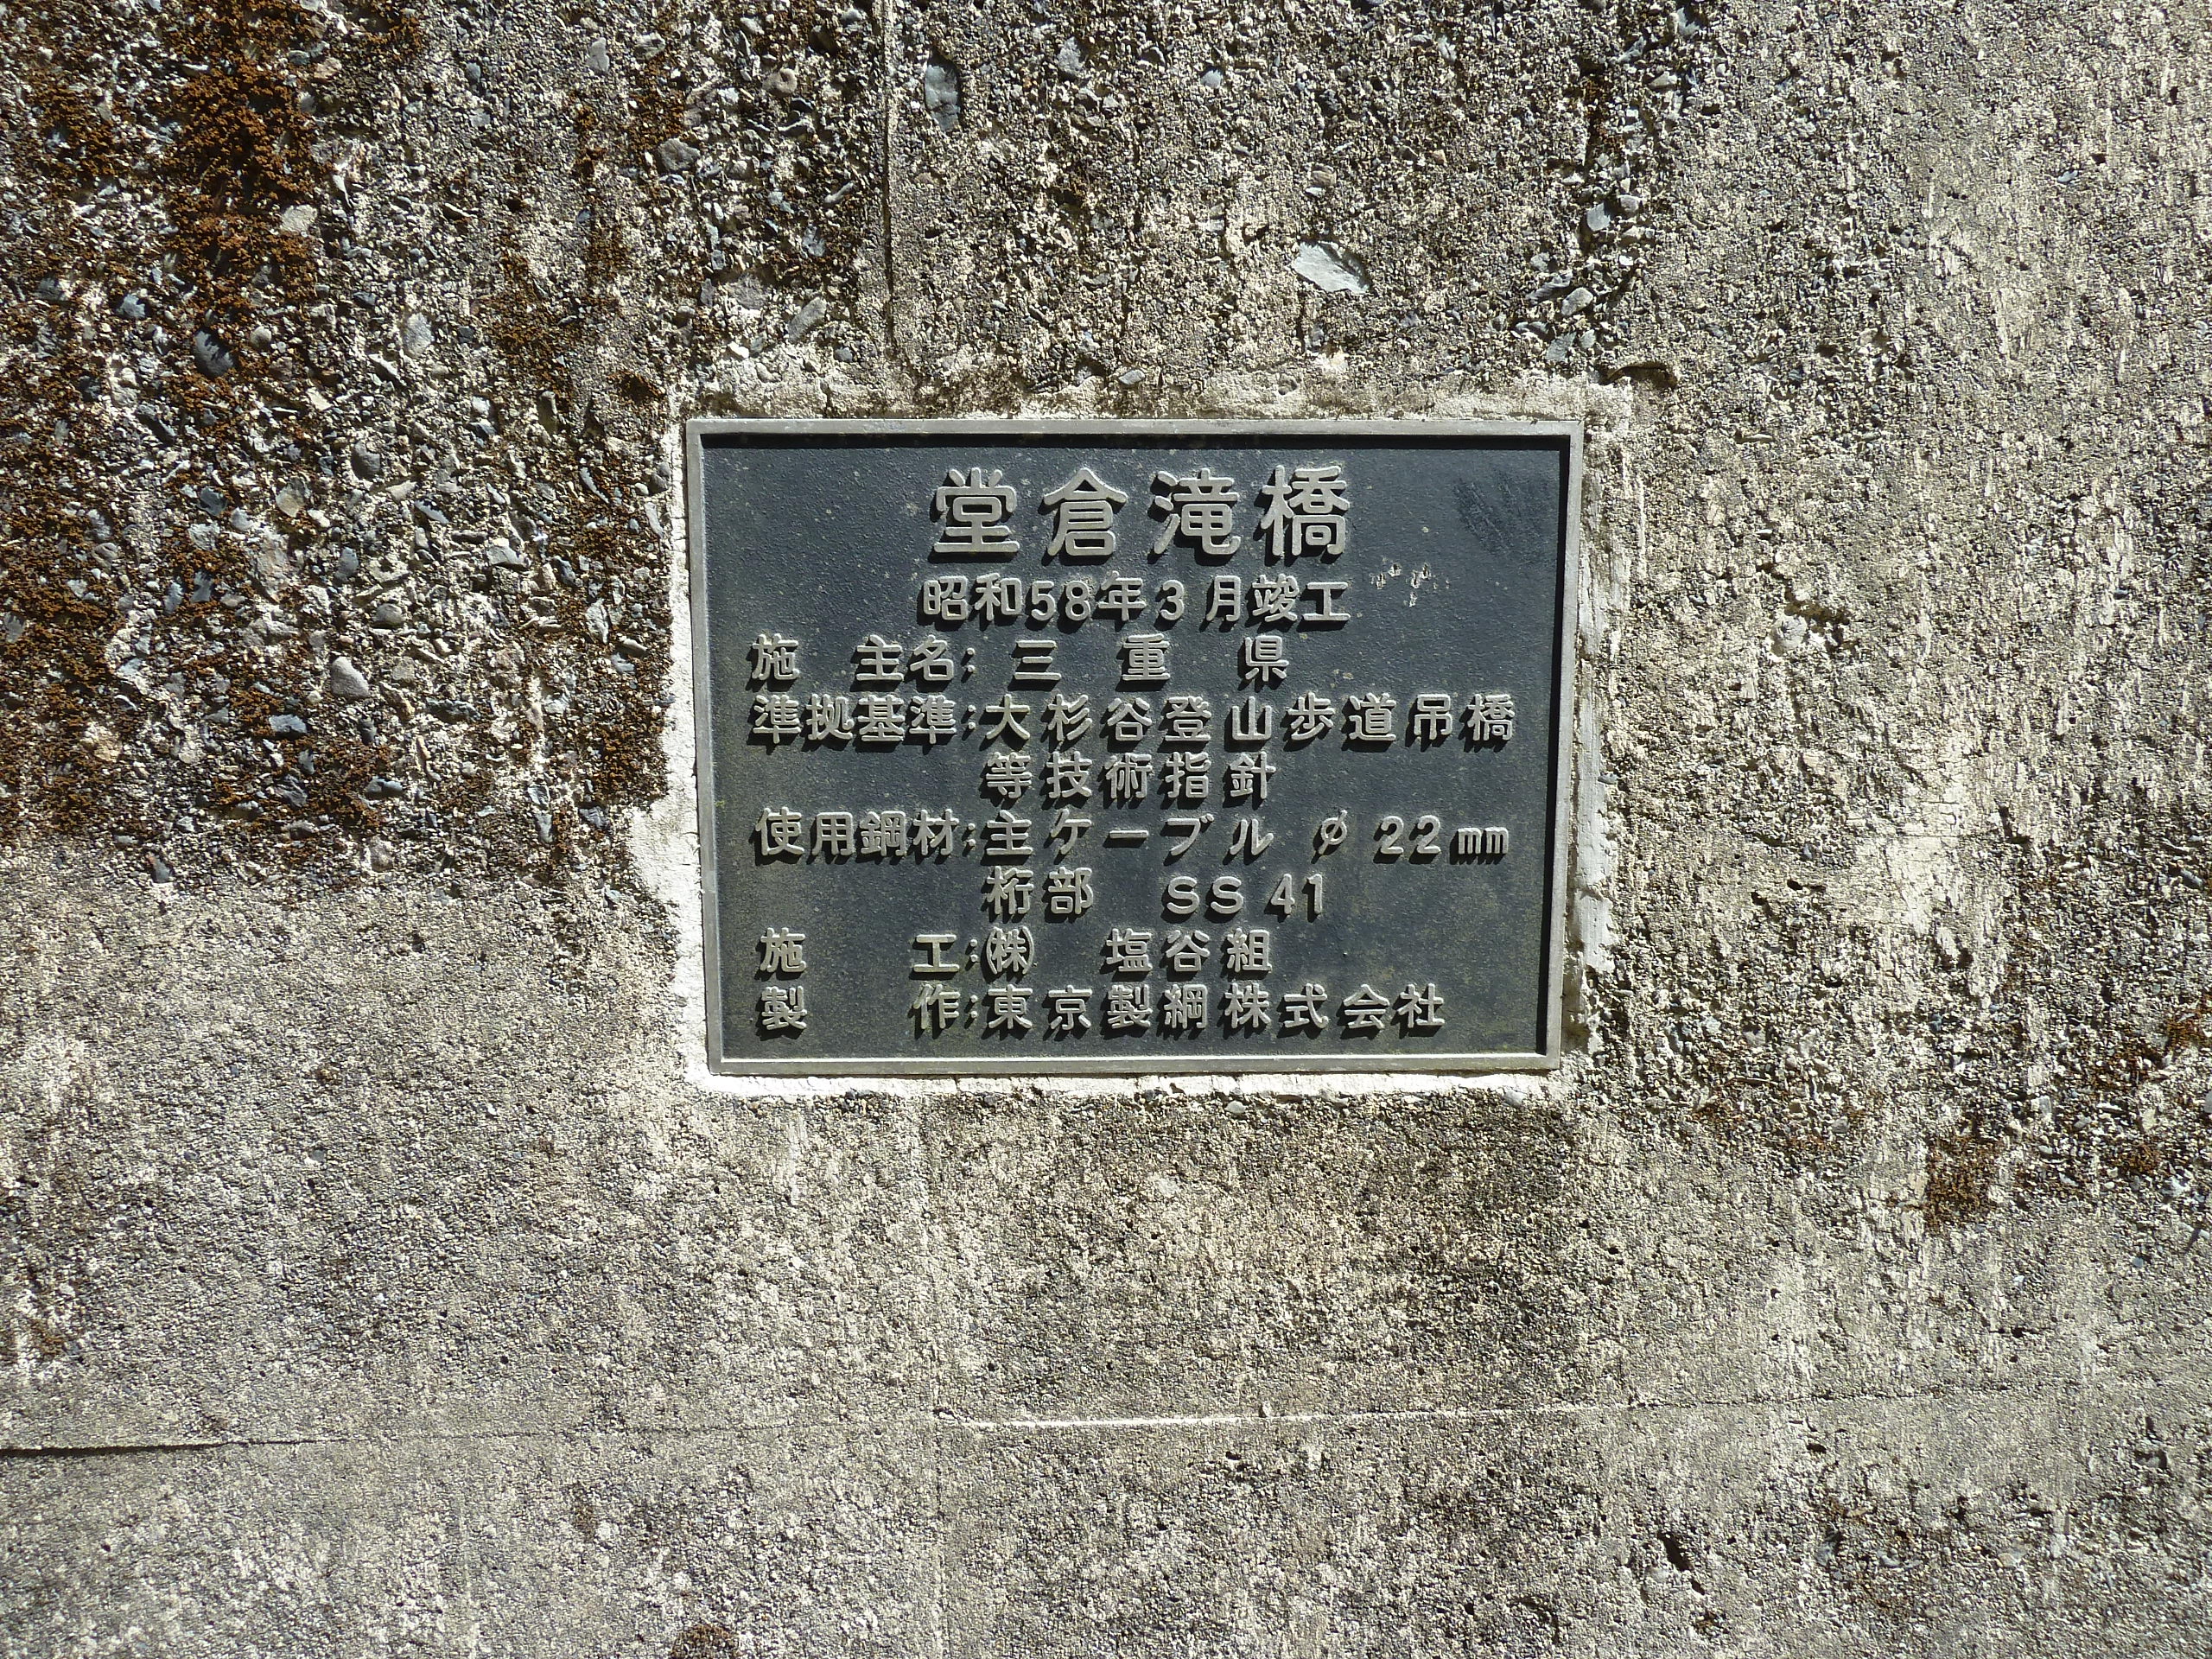 堂倉滝橋
昭和58年3月竣工
施 主名:三 重 県
準拠基準:大杉谷登山歩道吊橋
等技術指針
使用鋼材:主ケーブル φ 22mm
桁部 SS41
施 工:㈱ 塩谷組
製 作:東京製綱株式会社